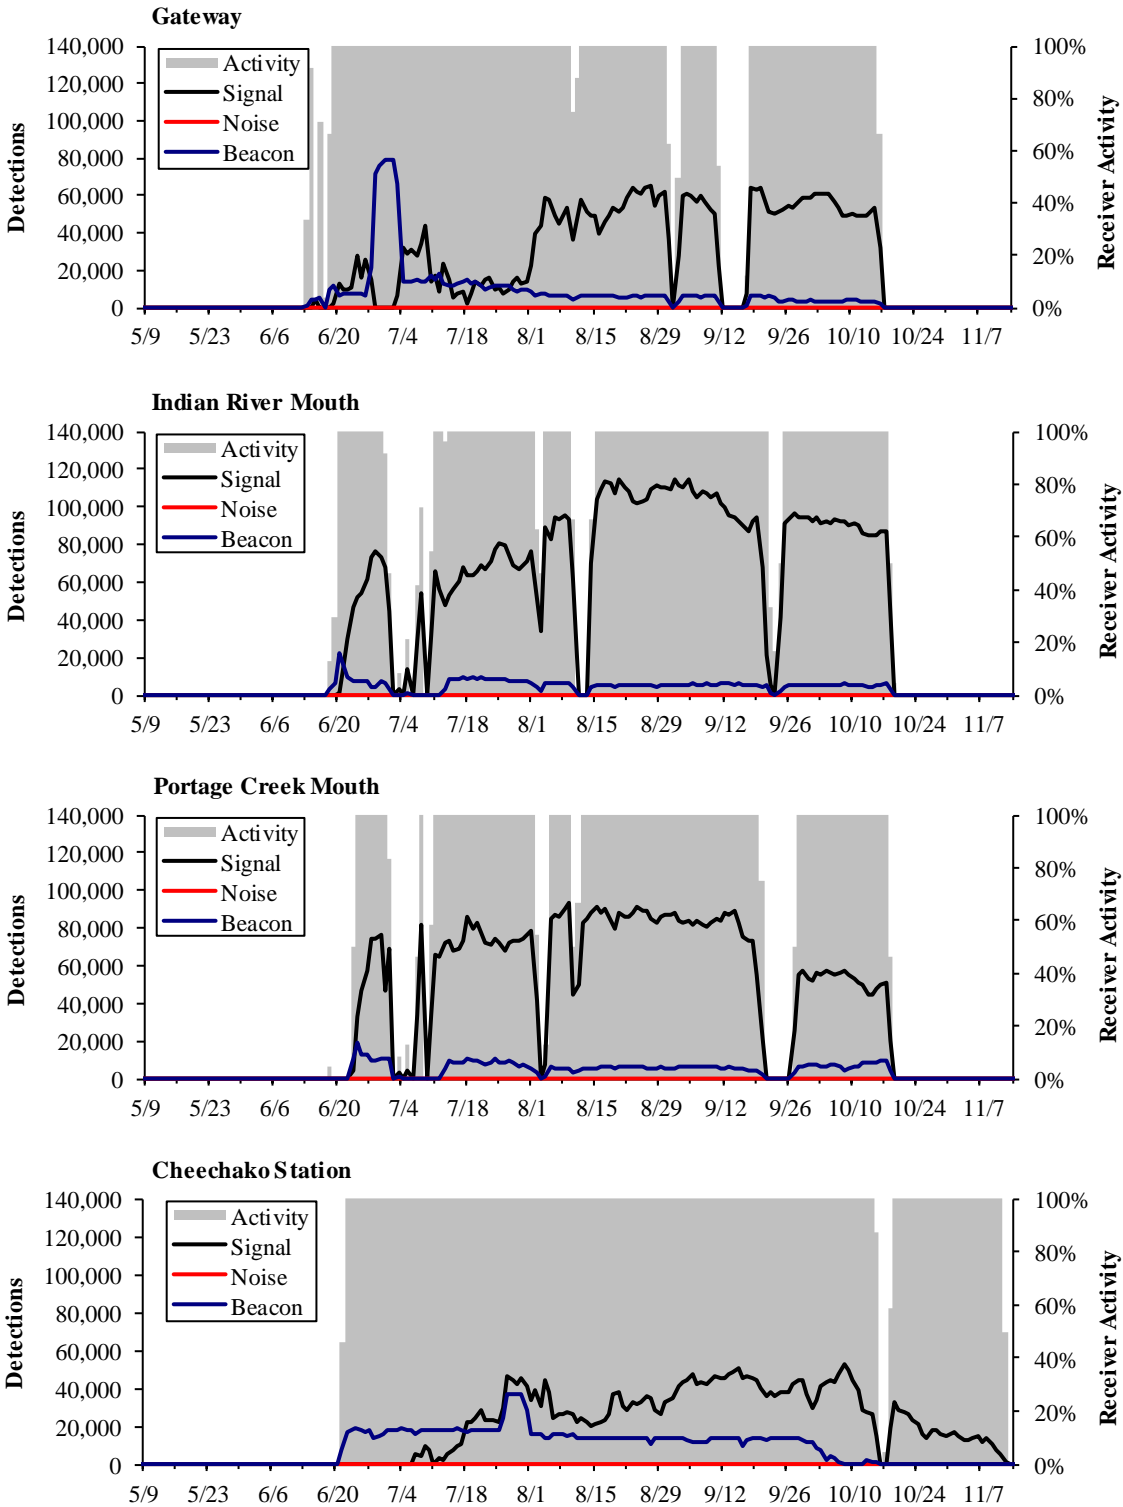 Gateway
140,000
120,000
100,000
80,000
60,000
40,000
20,000
0
Detections
Activity
Signal
Noise
Beacon
100%
80%
60%
40%
20%
0%
Receiver Activity
5/9 5/23 6/6 6/20 7/4 7/18 8/1 8/15 8/29 9/12 9/26 10/10 10/24 11/7
Indian River Mouth
140,000
120,000
100,000
80,000
60,000
40,000
20,000
0
Detections
Activity
Signal
Noise
Beacon
100%
80%
60%
40%
20%
0%
Receiver Activity
5/9 5/23 6/6 6/20 7/4 7/18 8/1 8/15 8/29 9/12 9/26 10/10 10/24 11/7
Portage Creek Mouth
140,000
120,000
100,000
80,000
60,000
40,000
20,000
0
Detections
Activity
Signal
Noise
Beacon
100%
80%
60%
40%
20%
0%
Receiver Activity
5/9 5/23 6/6 6/20 7/4 7/18 8/1 8/15 8/29 9/12 9/26 10/10 10/24 11/7
Cheechako Station
140,000
120,000
100,000
80,000
60,000
40,000
20,000
0
Detections
Activity
Signal
Noise
Beacon
100%
80%
60%
40%
20%
0%
Receiver Activity
5/9 5/23 6/6 6/20 7/4 7/18 8/1 8/15 8/29 9/12 9/26 10/10 10/24 11/7